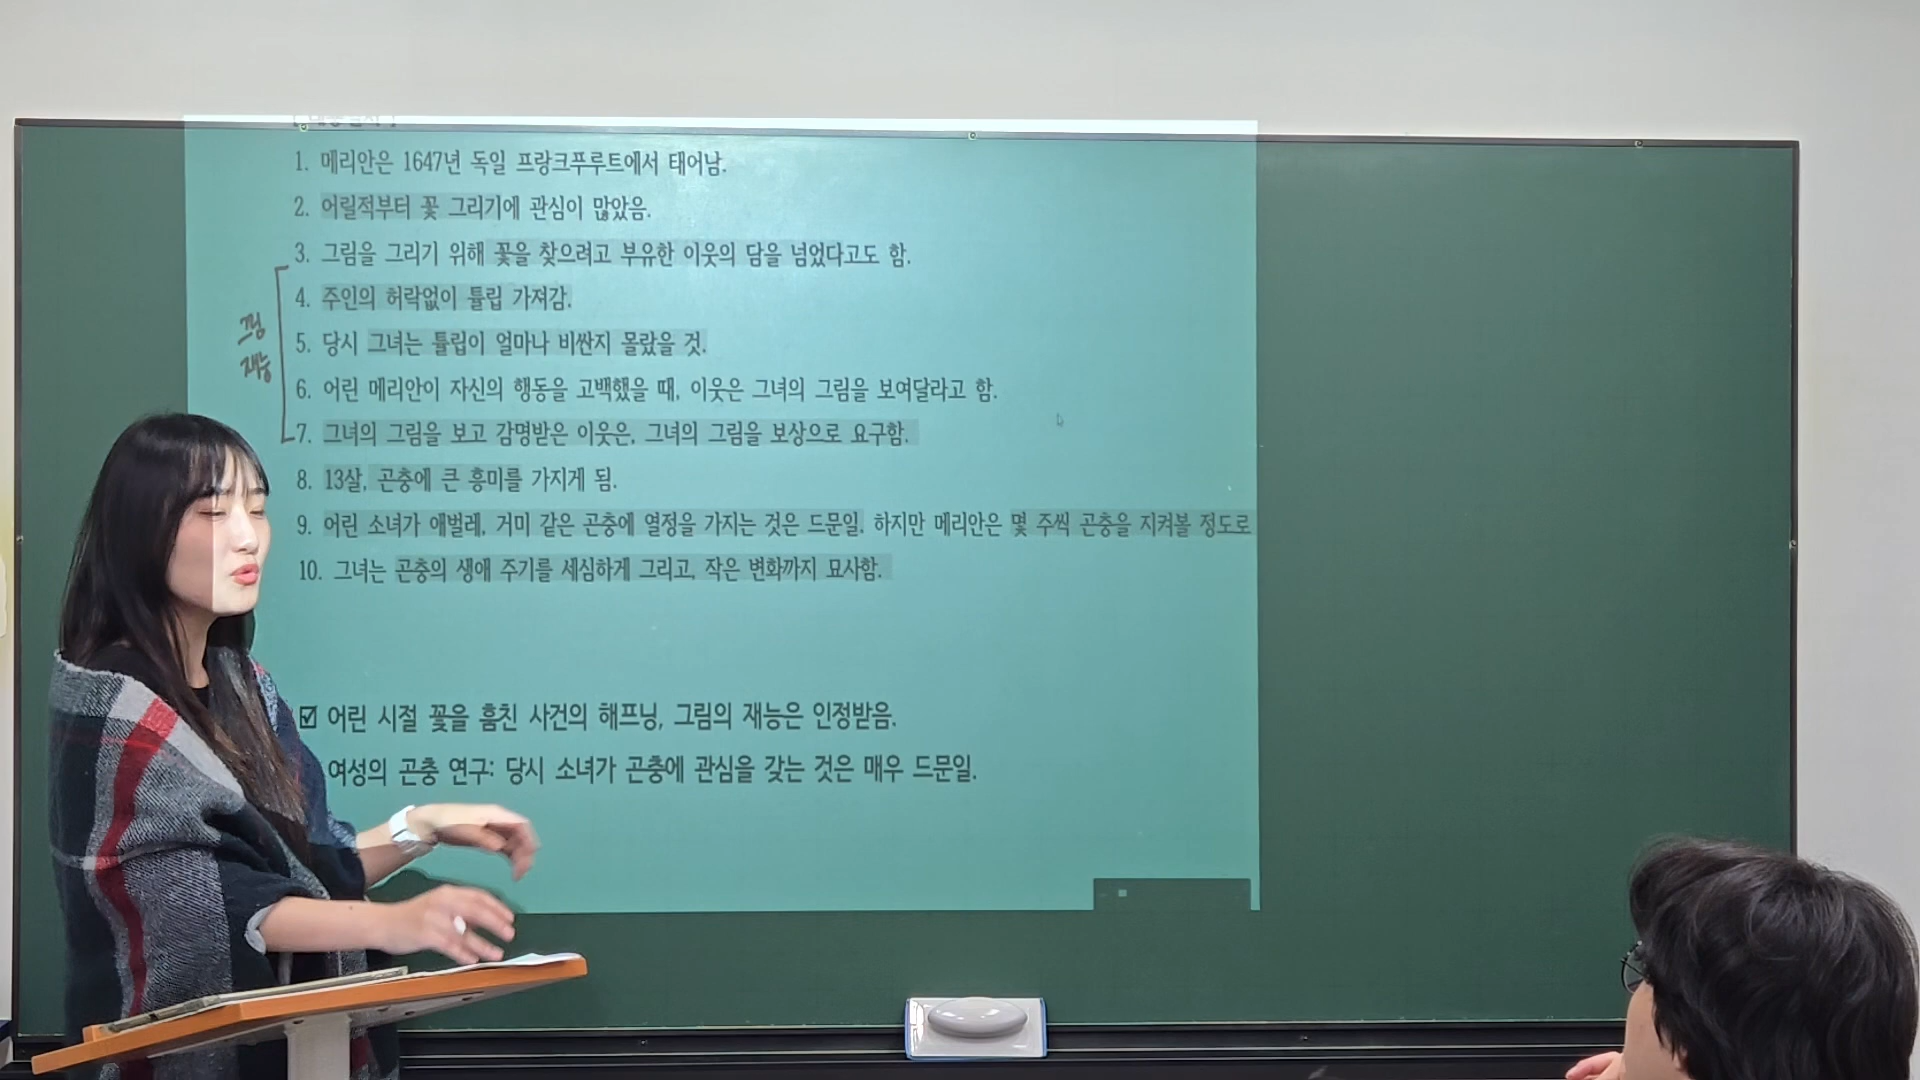 1. 메리안은 1647년 독일 프랑크푸루트에서 태어남.
2. 어릴적부터 꽃 그리기에 관심이 많았음.
3. 그림을 그리기 위해 꽃을 찾으려고 부유한 이웃의 담을 넘었다고도 함.
4. 주인의 허락없이 튤립 가져감.
그림
재능
5. 당시 그녀는 튤립이 얼마나 비싼지 몰랐을 것.
6. 어린 메리안이 자신의 행동을 고백했을 때, 이웃은 그녀의 그림을 보여달라고 함.
7. 그녀의 그림을 보고 감명받은 이웃은, 그녀의 그림을 보상으로 요구함.
8. 13살, 곤충에 큰 흥미를 가지게 됨.
9. 어린 소녀가 애벌레, 거미 같은 곤충에 열정을 가지는 것은 드문일. 하지만 메리안은 몇 주씩 곤충을 지켜볼 정도로
10. 그녀는 곤충의 생애 주기를 세심하게 그리고, 작은 변화까지 묘사함.
☑ 어린 시절 꽃을 훔친 사건의 해프닝, 그림의 재능은 인정받음.
여성의 곤충 연구: 당시 소녀가 곤충에 관심을 갖는 것은 매우 드문일.